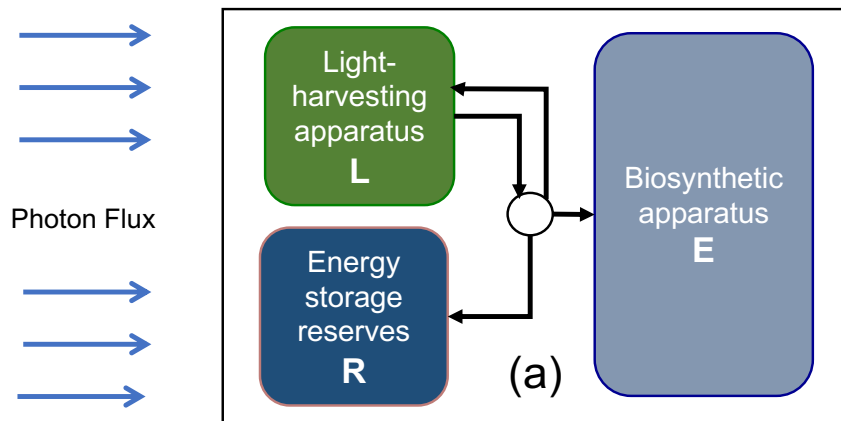 Photon Flux
Light-
harvesting
apparatus
L
Energy
storage
reserves
R
Biosynthetic
apparatus
E
(a)